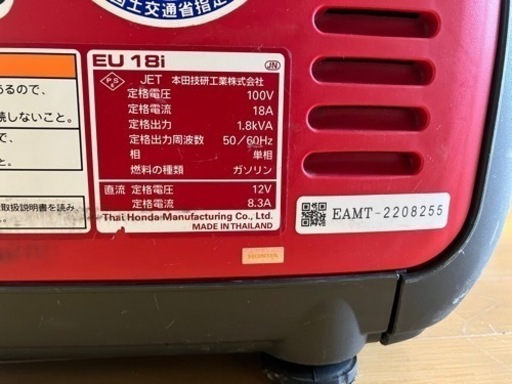 国土交通省指定
あるので、
続しないこと。
ので、
取扱説明書を読み
EU 18i
JN
PS
E
JET 本田技研工業株式会社
定格電圧 100V
定格電流 18A
定格出力 1.8kVA
定格出力周波数 50/60Hz
相 単相
燃料の種類 ガソリン
直流 定格電圧 12V
定格電流 8.3A
Thai Honda Manufacturing Co., Ltd.
MADE IN THAILAND
EAMT-2208255
HONDA